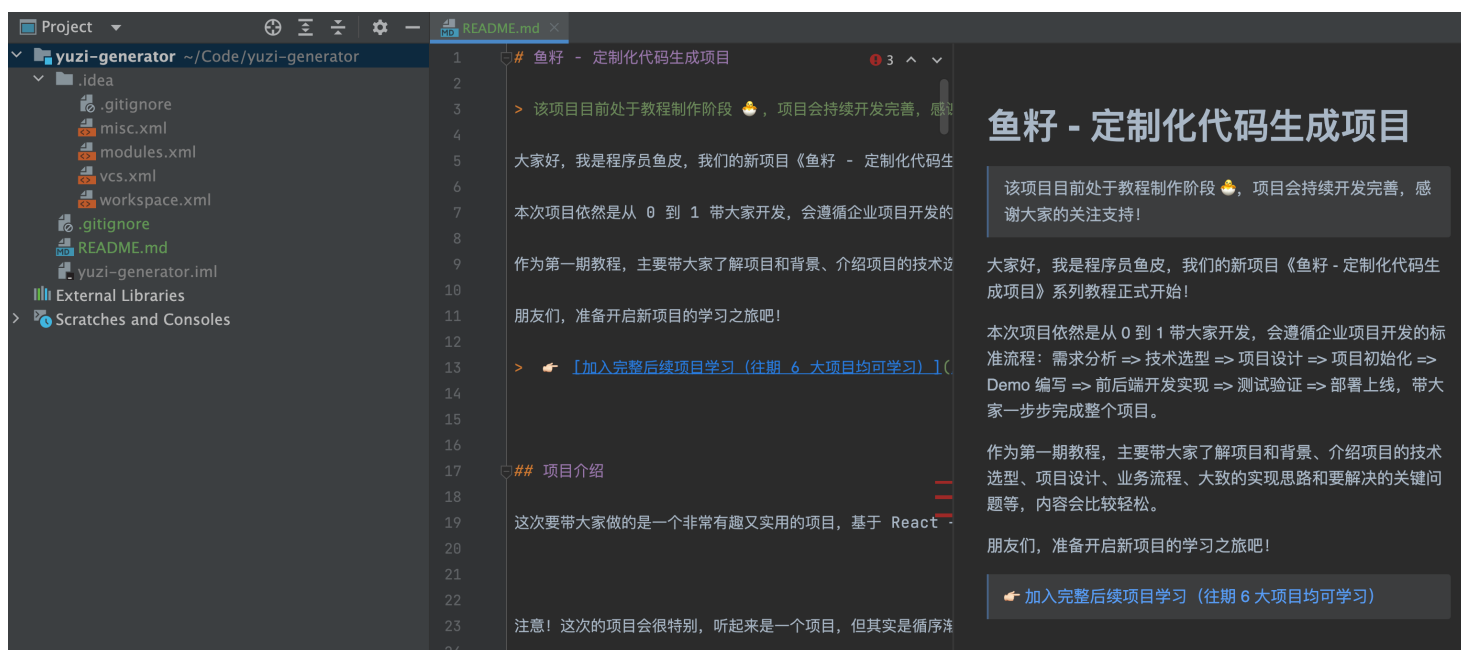 Project
README.md
yuzi-generator ~/Code/yuzi-generator
.idea
.gitignore
misc.xml
modules.xml
vcs.xml
workspace.xml
.gitignore
README.md
yuzi-generator.iml
External Libraries
Scratches and Consoles
3
1 # 鱼籽 - 定制化代码生成项目
2
3 > 该项目目前处于教程制作阶段 🐣 ，项目会持续开发完善，感
4
5 大家好，我是程序员鱼皮，我们的新项目《鱼籽 - 定制化代码生
6
7 本次项目依然是从 0 到 1 带大家开发，会遵循企业项目开发的
8
9 作为第一期教程，主要带大家了解项目和背景、介绍项目的技术选
10
11 朋友们，准备开启新项目的学习之旅吧！
12
13 > 👉🏻 [加入完整后续项目学习（往期 6 大项目均可学习）](
14
15
16
17 ## 项目介绍
18
19 这次要带大家做的是一个非常有趣又实用的项目，基于 React
20
21
22
23 注意！这次的项目会很特别，听起来是一个项目，但其实是循序渐
鱼籽 - 定制化代码生成项目
该项目目前处于教程制作阶段 🐣，项目会持续开发完善，感
谢大家的关注支持！
大家好，我是程序员鱼皮，我们的新项目《鱼籽 - 定制化代码生
成项目》系列教程正式开始！
本次项目依然是从 0 到 1 带大家开发，会遵循企业项目开发的标
准流程：需求分析 => 技术选型 => 项目设计 => 项目初始化 =>
Demo 编写 => 前后端开发实现 => 测试验证 => 部署上线，带大
家一步步完成整个项目。
作为第一期教程，主要带大家了解项目和背景、介绍项目的技术
选型、项目设计、业务流程、大致的实现思路和要解决的关键问
题等，内容会比较轻松。
朋友们，准备开启新项目的学习之旅吧！
👉🏻 加入完整后续项目学习（往期 6 大项目均可学习）